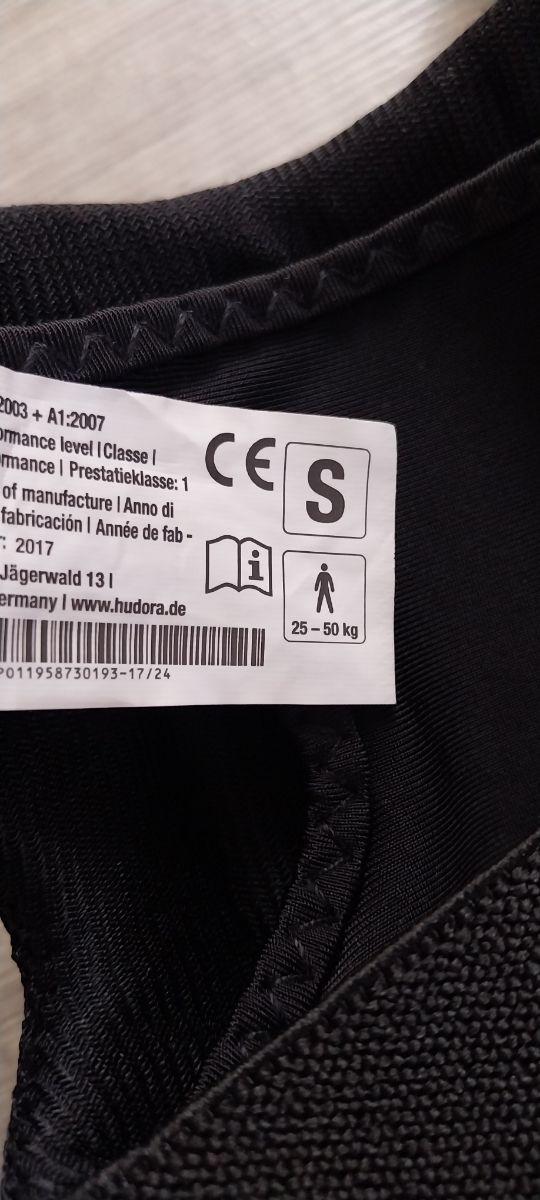 2003 + A1:2007
ormance level | Classe |
rmance | Prestatieklasse: 1
of manufacture | Anno di
fabricación | Année de fab -
: 2017
Jägerwald 13 |
ermany | www.hudora.de
CE
S
i
25 – 50 kg
P011958730193-17/24